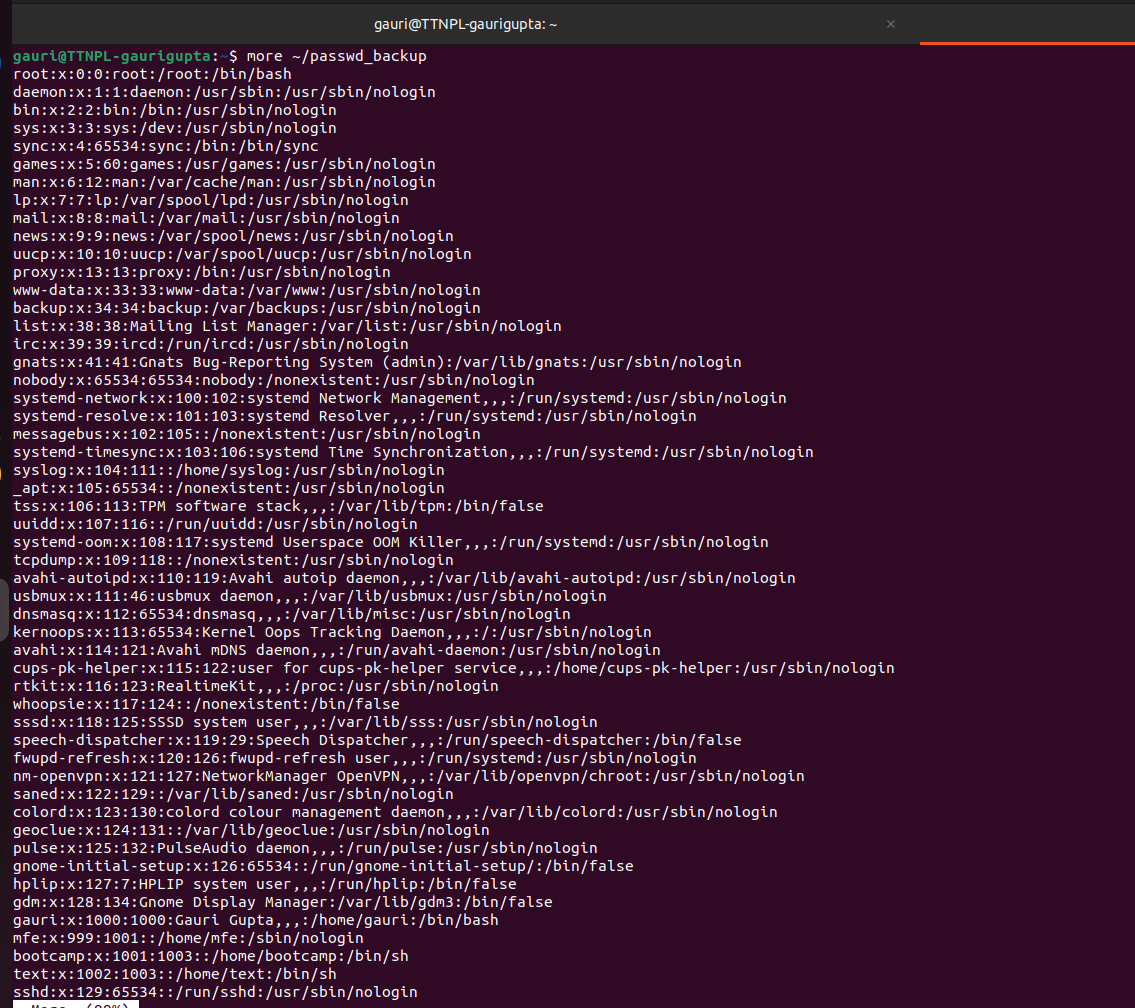 gauri@TTNPL-gaurigupta: ~
gauri@TTNPL-gaurigupta:~$ more ~/passwd_backup
root:x:0:0:root:/root:/bin/bash
daemon:x:1:1:daemon:/usr/sbin:/usr/sbin/nologin
bin:x:2:2:bin:/bin:/usr/sbin/nologin
sys:x:3:3:sys:/dev:/usr/sbin/nologin
sync:x:4:65534:sync:/bin:/bin/sync
games:x:5:60:games:/usr/games:/usr/sbin/nologin
man:x:6:12:man:/var/cache/man:/usr/sbin/nologin
lp:x:7:7:lp:/var/spool/lpd:/usr/sbin/nologin
mail:x:8:8:mail:/var/mail:/usr/sbin/nologin
news:x:9:9:news:/var/spool/news:/usr/sbin/nologin
uucp:x:10:10:uucp:/var/spool/uucp:/usr/sbin/nologin
proxy:x:13:13:proxy:/bin:/usr/sbin/nologin
www-data:x:33:33:www-data:/var/www:/usr/sbin/nologin
backup:x:34:34:backup:/var/backups:/usr/sbin/nologin
list:x:38:38:Mailing List Manager:/var/list:/usr/sbin/nologin
irc:x:39:39:ircd:/run/ircd:/usr/sbin/nologin
gnats:x:41:41:Gnats Bug-Reporting System (admin):/var/lib/gnats:/usr/sbin/nologin
nobody:x:65534:65534:nobody:/nonexistent:/usr/sbin/nologin
systemd-network:x:100:102:systemd Network Management,,,:/run/systemd:/usr/sbin/nologin
systemd-resolve:x:101:103:systemd Resolver,,,:/run/systemd:/usr/sbin/nologin
messagebus:x:102:105::/nonexistent:/usr/sbin/nologin
systemd-timesync:x:103:106:systemd Time Synchronization,,,:/run/systemd:/usr/sbin/nologin
syslog:x:104:111::/home/syslog:/usr/sbin/nologin
_apt:x:105:65534::/nonexistent:/usr/sbin/nologin
tss:x:106:113:TPM software stack,,,:/var/lib/tpm:/bin/false
uuidd:x:107:116::/run/uuidd:/usr/sbin/nologin
systemd-oom:x:108:117:systemd Userspace OOM Killer,,,:/run/systemd:/usr/sbin/nologin
tcpdump:x:109:118::/nonexistent:/usr/sbin/nologin
avahi-autoipd:x:110:119:Avahi autoip daemon,,,:/var/lib/avahi-autoipd:/usr/sbin/nologin
usbmux:x:111:46:usbmux daemon,,,:/var/lib/usbmux:/usr/sbin/nologin
dnsmasq:x:112:65534:dnsmasq,,,:/var/lib/misc:/usr/sbin/nologin
kernoops:x:113:65534:Kernel Oops Tracking Daemon,,,:/:/usr/sbin/nologin
avahi:x:114:121:Avahi mDNS daemon,,,:/run/avahi-daemon:/usr/sbin/nologin
cups-pk-helper:x:115:122:user for cups-pk-helper service,,,:/home/cups-pk-helper:/usr/sbin/nologin
rtkit:x:116:123:RealtimeKit,,,:/proc:/usr/sbin/nologin
whoopsie:x:117:124::/nonexistent:/bin/false
sssd:x:118:125:SSSD system user,,,:/var/lib/sss:/usr/sbin/nologin
speech-dispatcher:x:119:29:Speech Dispatcher,,,:/run/speech-dispatcher:/bin/false
fwupd-refresh:x:120:126:fwupd-refresh user,,,:/run/systemd:/usr/sbin/nologin
nm-openvpn:x:121:127:NetworkManager OpenVPN,,,:/var/lib/openvpn/chroot:/usr/sbin/nologin
saned:x:122:129::/var/lib/saned:/usr/sbin/nologin
colord:x:123:130:colord colour management daemon,,,:/var/lib/colord:/usr/sbin/nologin
geoclue:x:124:131::/var/lib/geoclue:/usr/sbin/nologin
pulse:x:125:132:PulseAudio daemon,,,:/run/pulse:/usr/sbin/nologin
gnome-initial-setup:x:126:65534::/run/gnome-initial-setup/:/bin/false
hplip:x:127:7:HPLIP system user,,,:/run/hplip:/bin/false
gdm:x:128:134:Gnome Display Manager:/var/lib/gdm3:/bin/false
gauri:x:1000:1000:Gauri Gupta,,,:/home/gauri:/bin/bash
mfe:x:999:1001::/home/mfe:/sbin/nologin
bootcamp:x:1001:1003::/home/bootcamp:/bin/sh
text:x:1002:1003::/home/text:/bin/sh
sshd:x:129:65534::/run/sshd:/usr/sbin/nologin